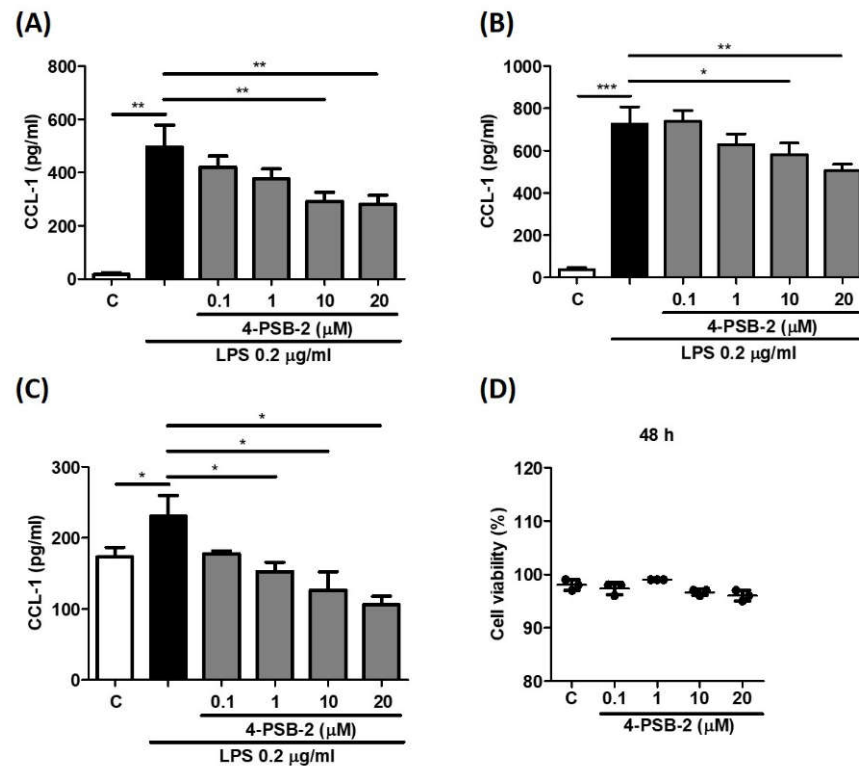 (A)
**
**
**
CCL-1 (pg/ml)
800
600
400
200
0
C
0.1
1
10
20
4-PSB-2 (μM)
LPS 0.2 μg/ml
(B)
**
*
***
CCL-1 (pg/ml)
1000
800
600
400
200
0
C
0.1
1
10
20
4-PSB-2 (μM)
LPS 0.2 μg/ml
(C)
*
*
*
*
CCL-1 (pg/ml)
300
200
100
0
C
0.1
1
10
20
4-PSB-2 (μM)
LPS 0.2 μg/ml
(D)
48 h
Cell viability (%)
120
110
100
90
80
C
0.1
1
10
20
4-PSB-2 (μM)